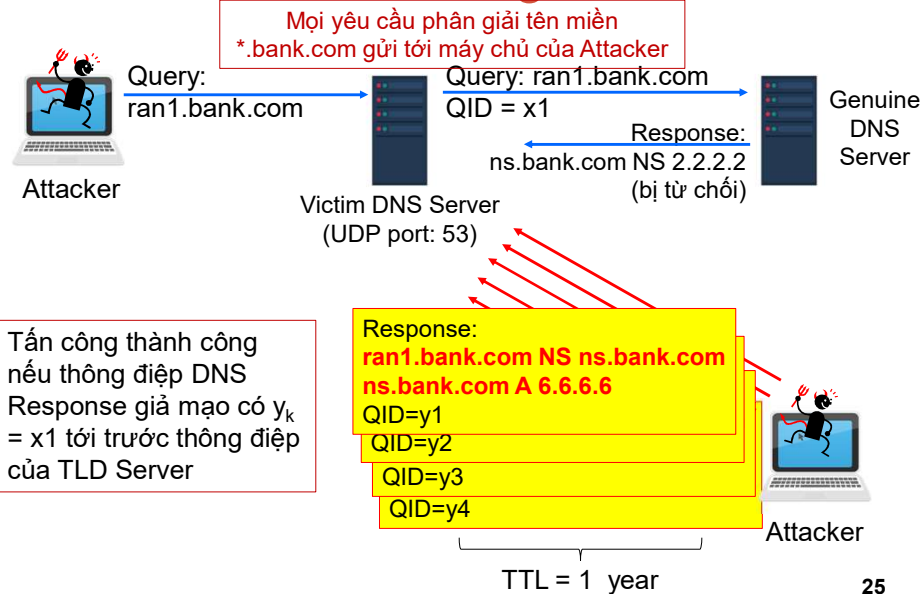 Mọi yêu cầu phân giải tên miền
*.bank.com gửi tới máy chủ của Attacker
Query:
ran1.bank.com
Query: ran1.bank.com
QID = x1
Response:
ns.bank.com NS 2.2.2.2
(bị từ chối)
Genuine
DNS
Server
Attacker
Victim DNS Server
(UDP port: 53)
Tấn công thành công
nếu thông điệp DNS
Response giả mạo có yk
= x1 tới trước thông điệp
của TLD Server
Response:
ran1.bank.com NS ns.bank.com
ns.bank.com A 6.6.6.6
QID=y1
QID=y2
QID=y3
QID=y4
Attacker
TTL = 1 year
25